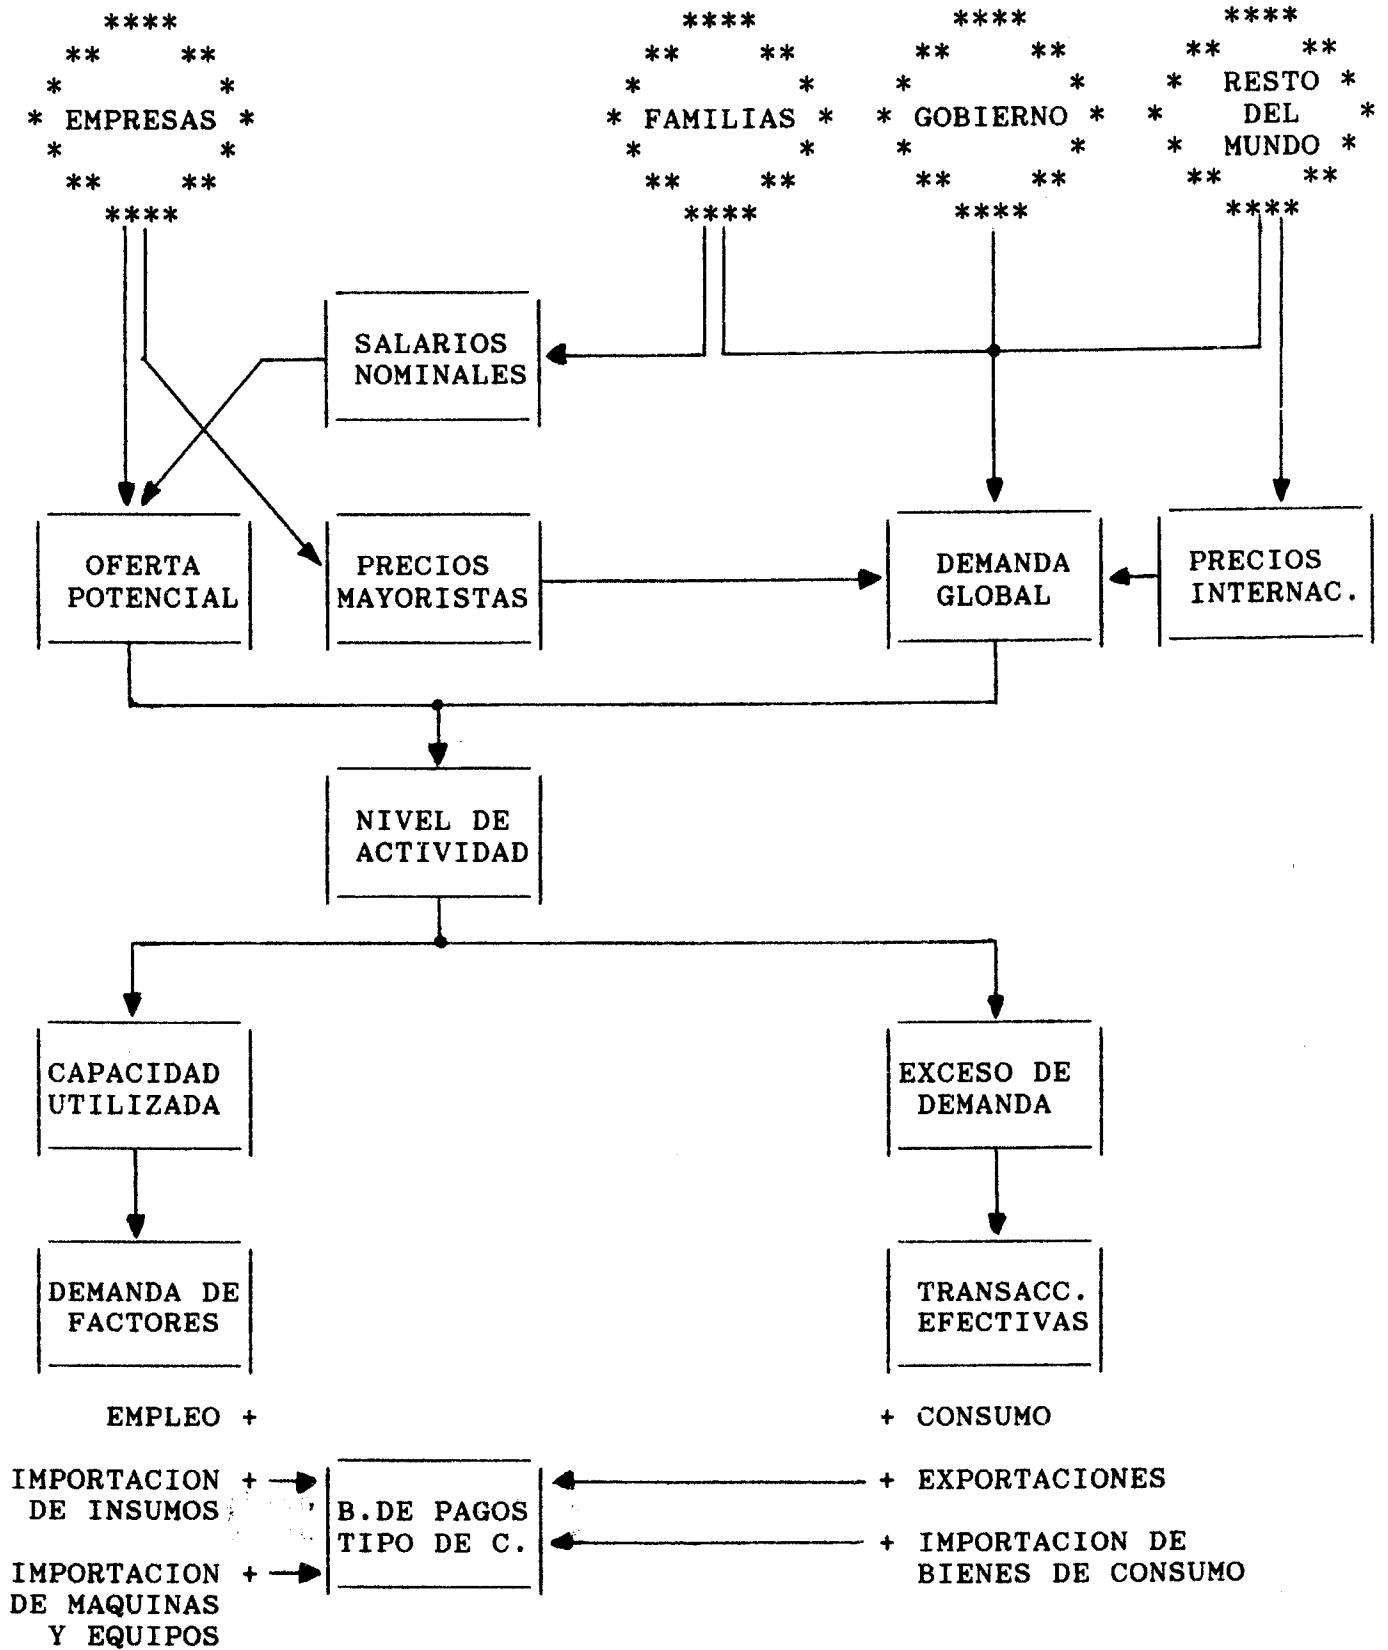 EMPRESAS
FAMILIAS
GOBIERNO
RESTO
DEL
MUNDO
SALARIOS
NOMINALES
OFERTA
POTENCIAL
PRECIOS
MAYORISTAS
DEMANDA
GLOBAL
PRECIOS
INTERNAC.
NIVEL DE
ACTIVIDAD
CAPACIDAD
UTILIZADA
EXCESO DE
DEMANDA
DEMANDA DE
FACTORES
TRANSACC.
EFECTIVAS
EMPLEO +
+ CONSUMO
IMPORTACION +
DE INSUMOS
B.DE PAGOS
TIPO DE C.
+ EXPORTACIONES
+ IMPORTACION DE
BIENES DE CONSUMO
IMPORTACION +
DE MAQUINAS
Y EQUIPOS